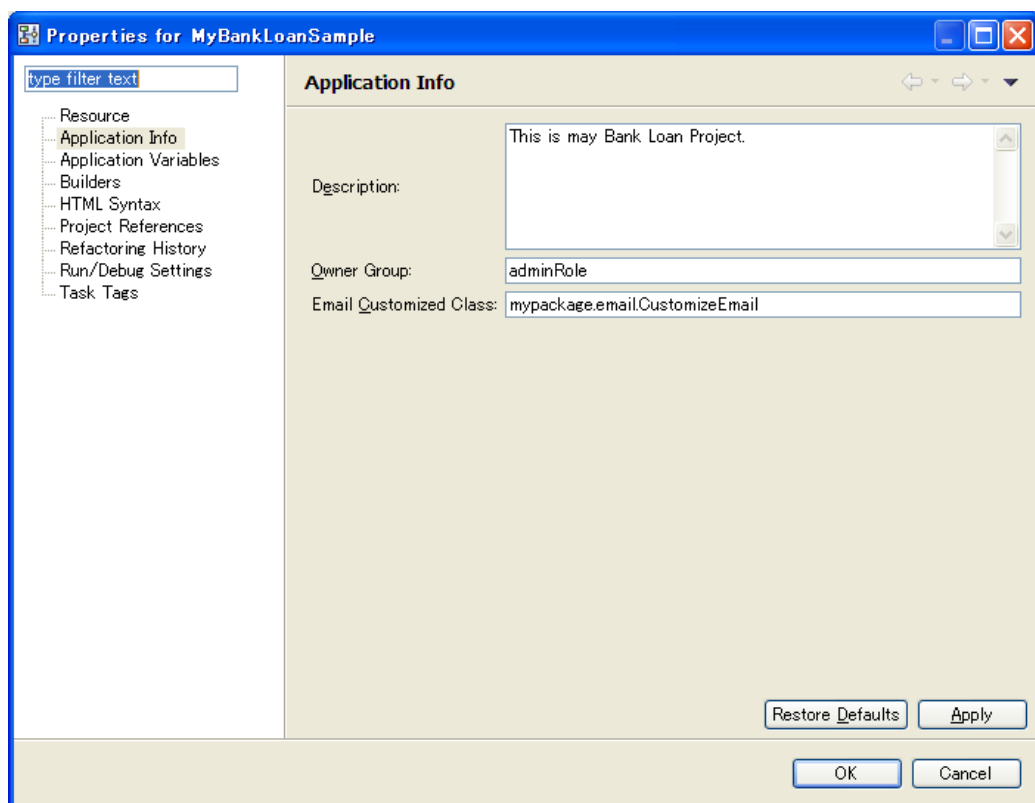 Properties for MyBankLoanSample
type filter text
Resource
Application Info
Application Variables
Builders
HTML Syntax
Project References
Refactoring History
Run/Debug Settings
Task Tags
Application Info
Description:
This is may Bank Loan Project.
Owner Group:
adminRole
Email Customized Class:
mypackage.email.CustomizeEmail
Restore Defaults
Apply
OK
Cancel